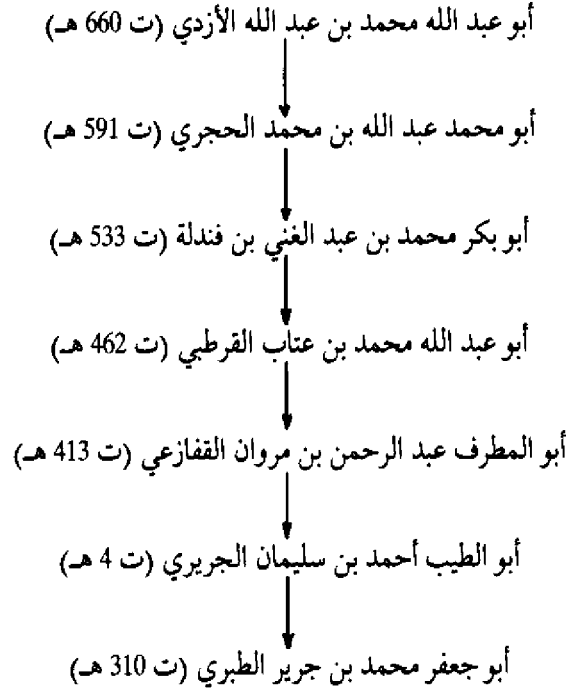 أبو عبد الله محمد بن عبد الله الأزدي (ت 660 هـ)
أبو محمد عبد الله بن محمد الحجري (ت 591 هـ)
أبو بكر محمد بن عبد الغني بن فندلة (ت 533 هـ)
أبو عبد الله محمد بن عتاب القرطبي (ت 462 هـ)
أبو المطرف عبد الرحمن بن مروان القفازعي (ت 413 هـ)
أبو الطيب أحمد بن سليمان الجريري (ت 4 هـ)
أبو جعفر محمد بن جرير الطبري (ت 310 هـ)